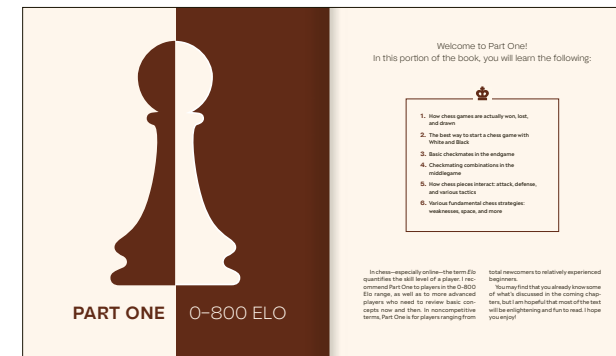 PART ONE 0–800 ELO
Welcome to Part One!
In this portion of the book, you will learn the following:
1. How chess games are actually won, lost,
and drawn
2. The best way to start a chess game with
White and Black
3. Basic checkmates in the endgame
4. Checkmating combinations in the
middlegame
5. How chess pieces interact: attack, defense,
and various tactics
6. Various fundamental chess strategies:
weaknesses, space, and more
In chess—especially online—the term Elo
quantifies the skill level of a player. I rec-
ommend Part One to players in the 0–800
Elo range, as well as to more advanced
players who need to review basic con-
cepts now and then. In noncompetitive
terms, Part One is for players ranging from
total newcomers to relatively experienced
beginners.
You may find that you already know some
of what's discussed in the coming chap-
ters, but I am hopeful that most of the text
will be enlightening and fun to read. I hope
you enjoy!